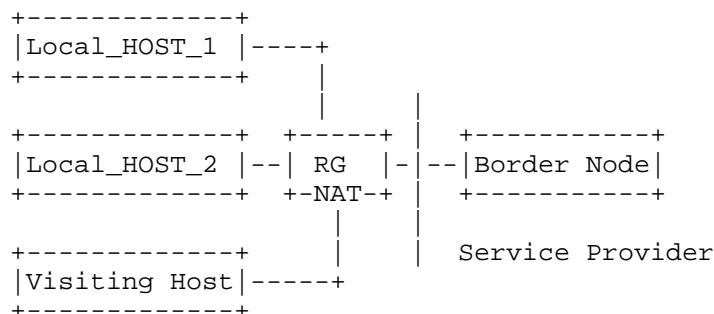 Local_HOST_1
Local_HOST_2 RG Border Node
NAT
Service Provider
Visiting Host